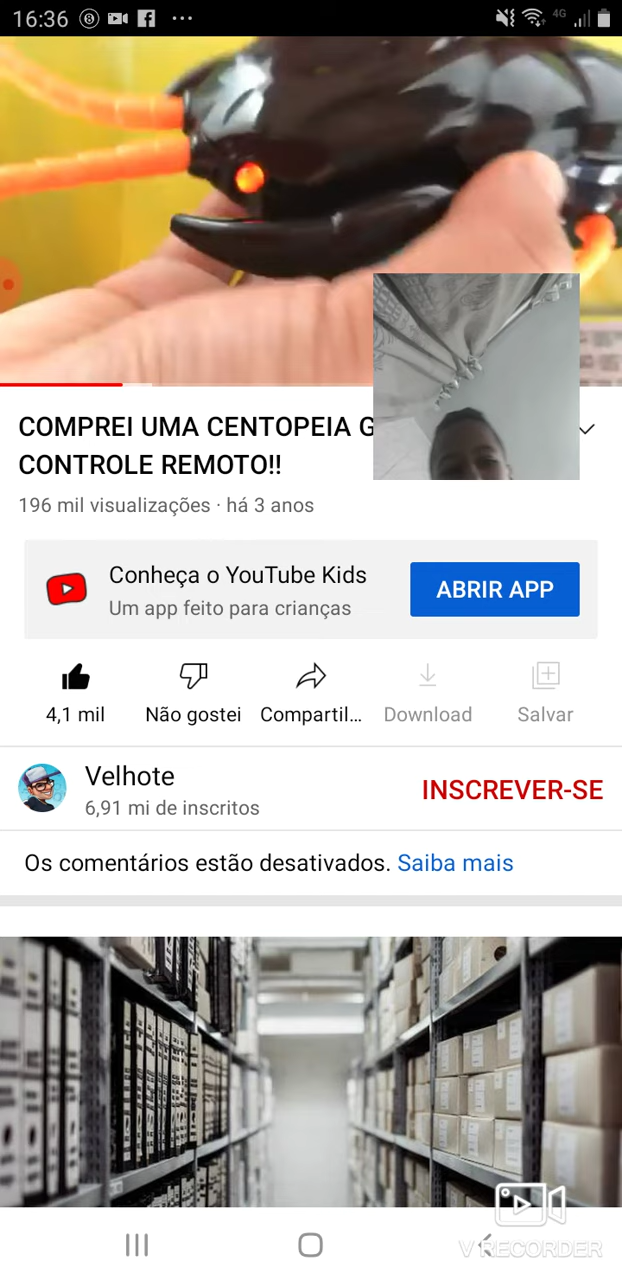 16:36
4G
COMPREI UMA CENTOPEIA G
CONTROLE REMOTO!!
196 mil visualizações · há 3 anos
Conheça o YouTube Kids
Um app feito para crianças
ABRIR APP
4,1 mil
Não gostei
Compartil...
Download
Salvar
Velhote
6,91 mi de inscritos
INSCREVER-SE
Os comentários estão desativados. Saiba mais
V RECORDER